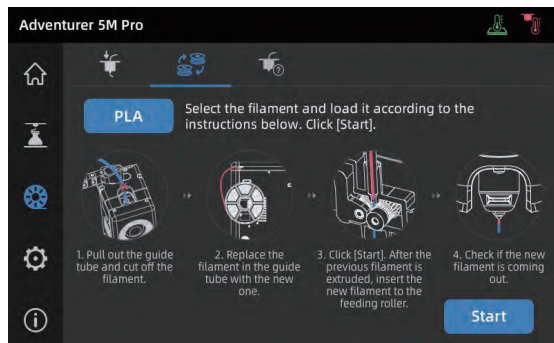 Adventurer 5M Pro
PLA
Select the filament and load it according to the
instructions below. Click [Start].
1. Pull out the guide
tube and cut off the
filament.
2. Replace the
filament in the guide
tube with the new
one.
3. Click [Start]. After the
previous filament is
extruded, insert the
new filament to the
feeding roller.
4. Check if the new
filament is coming
out.
Start